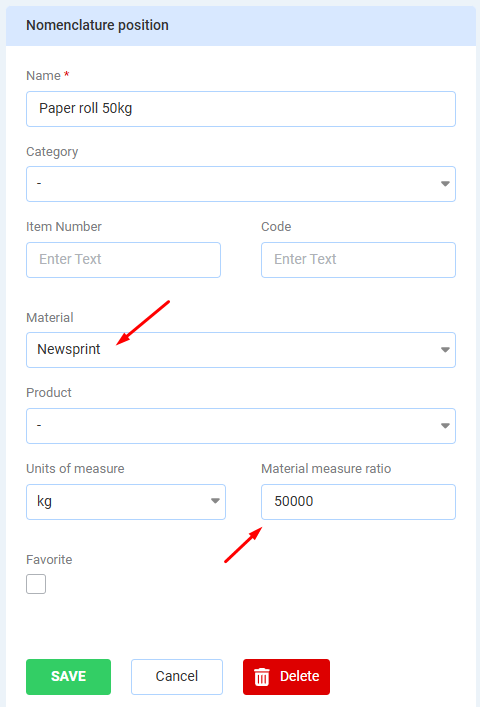 Nomenclature position
Name *
Paper roll 50kg
Category
-
Item Number Code
Enter Text Enter Text
Material
Newsprint
Product
-
Units of measure Material measure ratio
kg 50000
Favorite
SAVE Cancel Delete